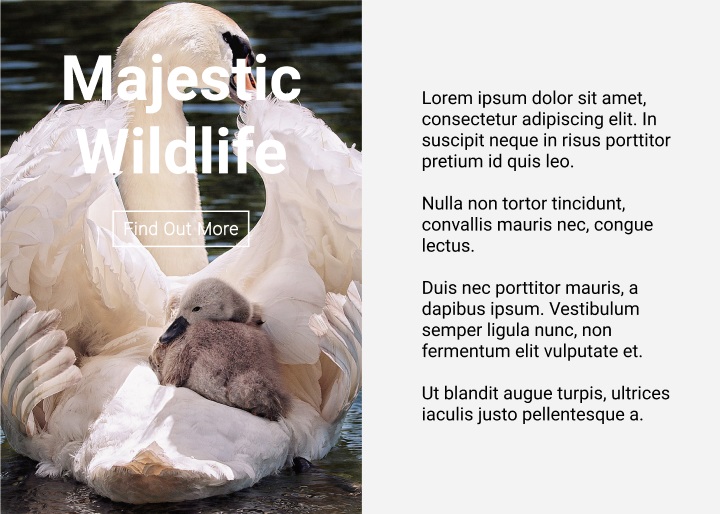 Majestic
Wildlife
Find Out More
Lorem ipsum dolor sit amet,
consectetur adipiscing elit. In
suscipit neque in risus porttitor
pretium id quis leo.
Nulla non tortor tincidunt,
convallis mauris nec, congue
lectus.
Duis nec porttitor mauris, a
dapibus ipsum. Vestibulum
semper ligula nunc, non
fermentum elit vulputate et.
Ut blandit augue turpis, ultrices
iaculis justo pellentesque a.